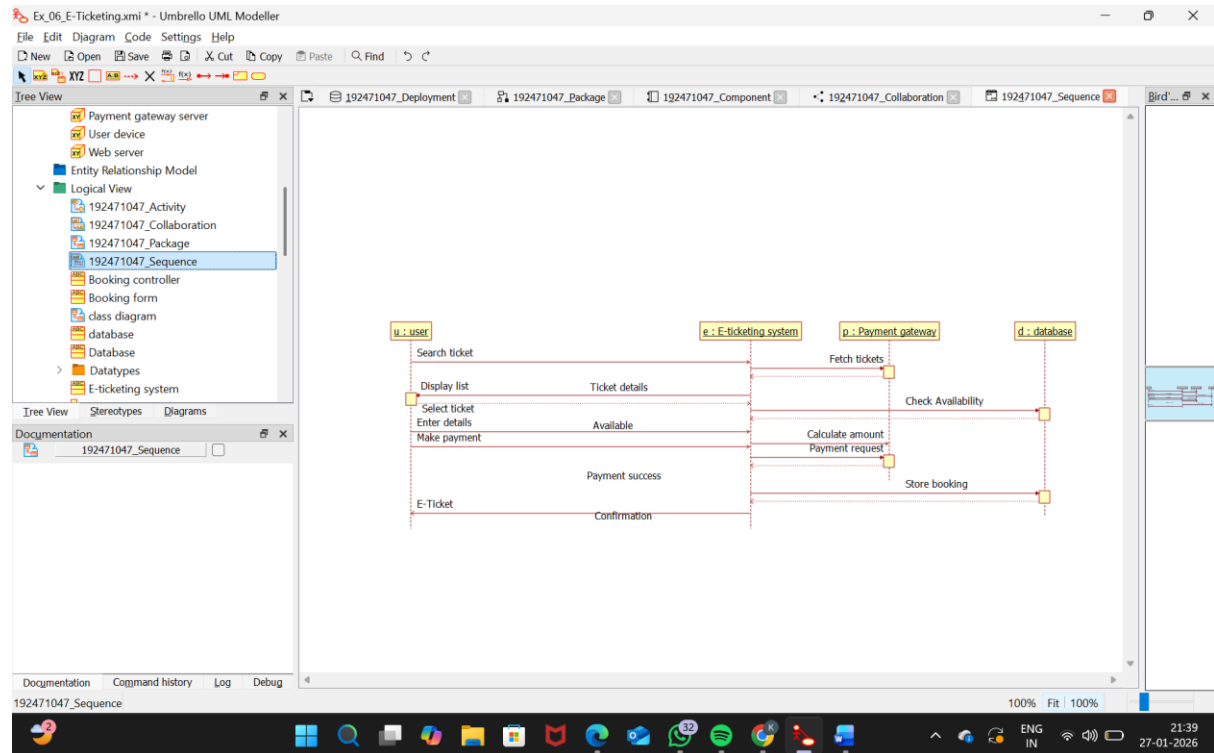 Ex_06_E-Ticketing.xmi * - Umbrello UML Modeller
File Edit Diagram Code Settings Help
New Open Save Cut Copy Paste Find
XYZ
Tree View
192471047_Deployment 192471047_Package 192471047_Component 192471047_Collaboration 192471047_Sequence
Bird'...
Payment gateway server
User device
Web server
Entity Relationship Model
Logical View
192471047_Activity
192471047_Collaboration
192471047_Package
192471047_Sequence
Booking controller
Booking form
class diagram
database
Database
Datatypes
E-ticketing system
Tree View Stereotypes Diagrams
Documentation
192471047_Sequence
u : user e : E-ticketing system p : Payment gateway d : database
Search ticket
Fetch tickets
Display list Ticket details
Check Availability
Select ticket
Enter details Available
Make payment Calculate amount
Payment request
Payment success
Store booking
E-Ticket
Confirmation
Documentation Command history Log Debug
192471047_Sequence 100% Fit 100%
2
32
K
ENG
IN
21:39
27-01-2026